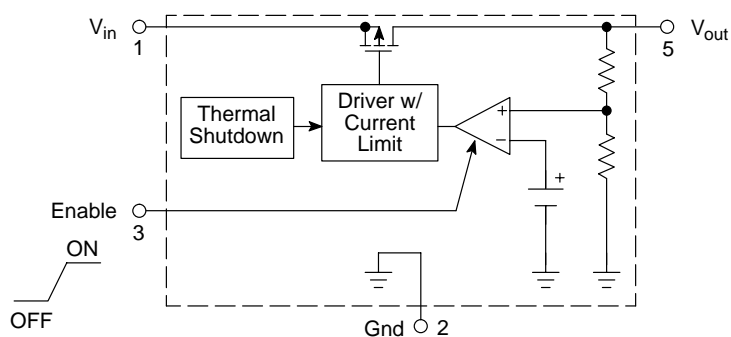 Vin
1
Vout
5
Thermal
Shutdown
Driver w/
Current
Limit
+
−
+
Enable
3
ON
OFF
Gnd
2